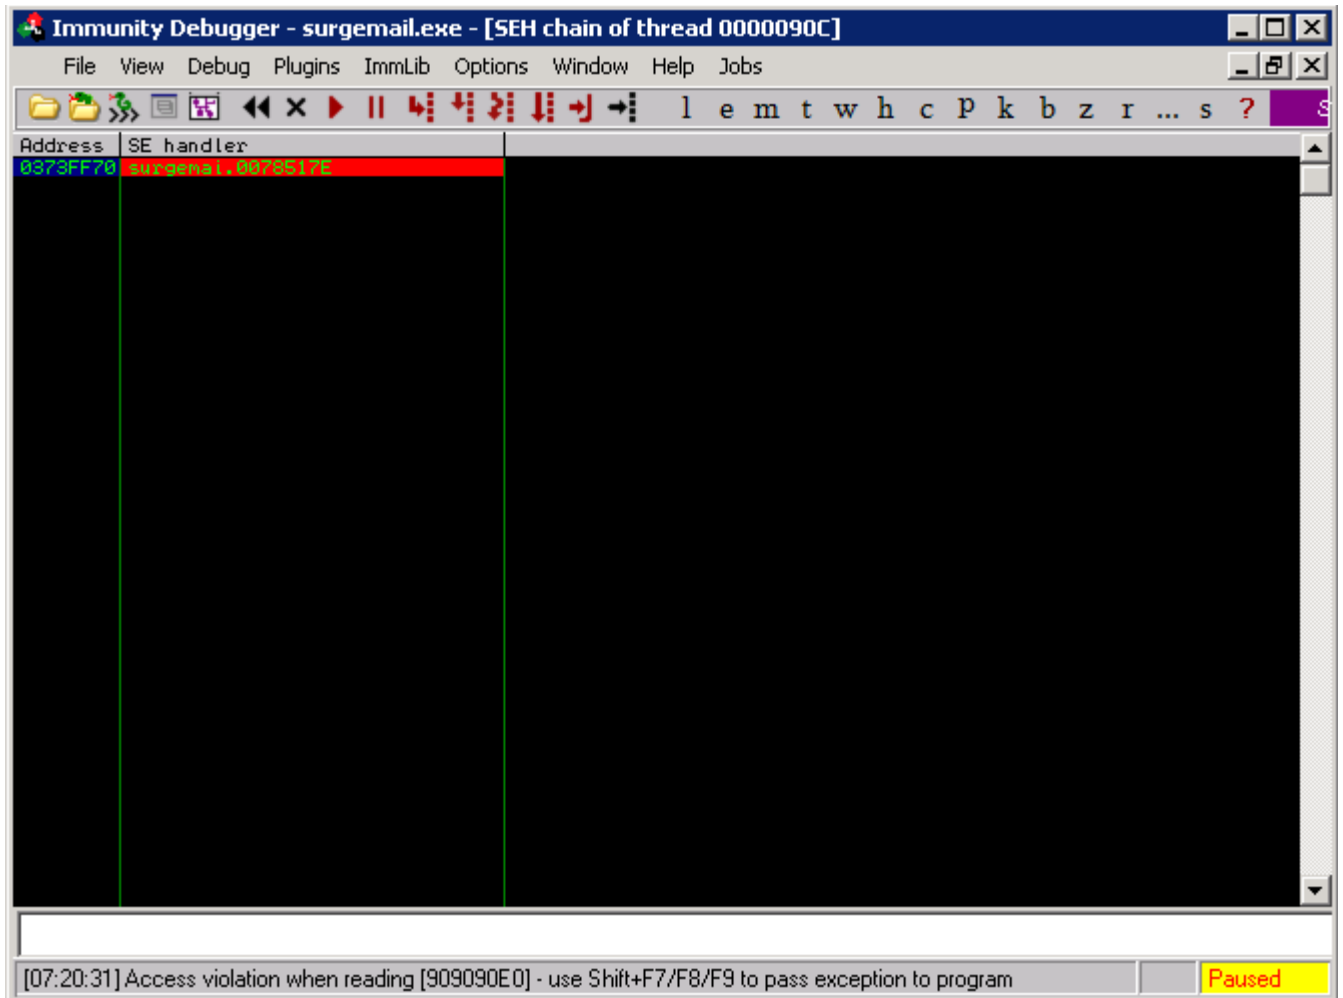 Immunity Debugger - surgemail.exe - [SEH chain of thread 0000090C]
File View Debug Plugins ImmLib Options Window Help Jobs
l e m t w h c P k b z r ... s ? S
Address SE handler
0373FF70 surgemai.0078517E
[07:20:31] Access violation when reading [909090E0] - use Shift+F7/F8/F9 to pass exception to program Paused